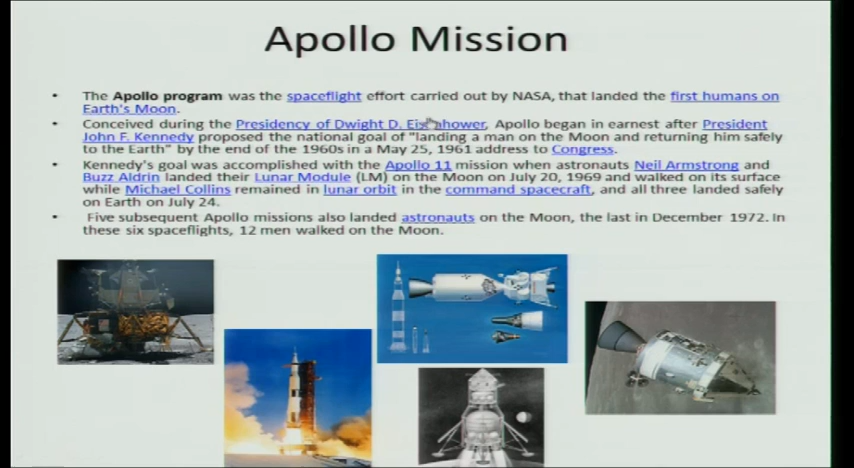 Apollo Mission
• The Apollo program was the spaceflight effort carried out by NASA, that landed the first humans on
Earth's Moon.
• Conceived during the Presidency of Dwight D. Eisenhower, Apollo began in earnest after President
John F. Kennedy proposed the national goal of "landing a man on the Moon and returning him safely
to the Earth" by the end of the 1960s in a May 25, 1961 address to Congress.
• Kennedy's goal was accomplished with the Apollo 11 mission when astronauts Neil Armstrong and
Buzz Aldrin landed their Lunar Module (LM) on the Moon on July 20, 1969 and walked on its surface
while Michael Collins remained in lunar orbit in the command spacecraft, and all three landed safely
on Earth on July 24.
• Five subsequent Apollo missions also landed astronauts on the Moon, the last in December 1972. In
these six spaceflights, 12 men walked on the Moon.